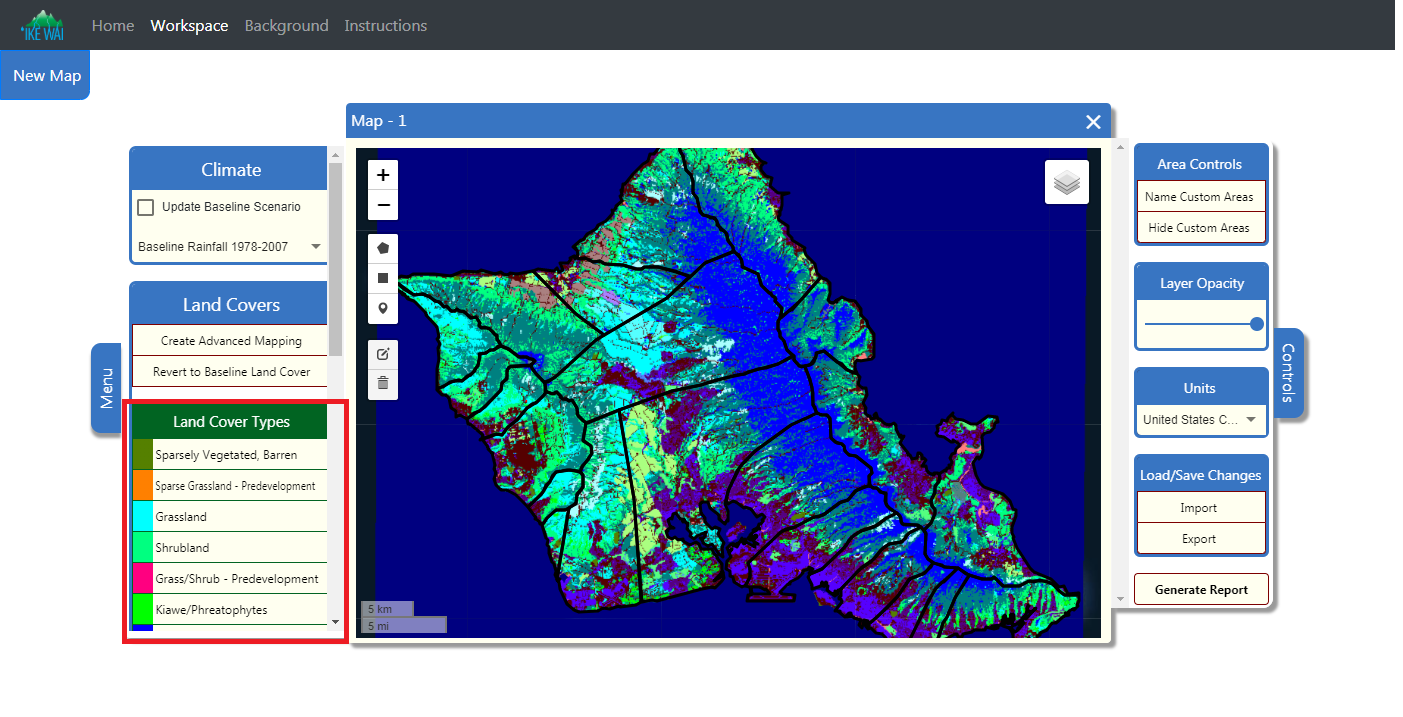 'IKE WAI
Home
Workspace
Background
Instructions
New Map
Map - 1
Climate
Update Baseline Scenario
Baseline Rainfall 1978-2007
Land Covers
Create Advanced Mapping
Revert to Baseline Land Cover
Menu
Land Cover Types
Sparsely Vegetated, Barren
Sparse Grassland - Predevelopment
Grassland
Shrubland
Grass/Shrub - Predevelopment
Kiawe/Phreatophytes
+
−
5 km
5 mi
Area Controls
Name Custom Areas
Hide Custom Areas
Layer Opacity
Controls
Units
United States C...
Load/Save Changes
Import
Export
Generate Report